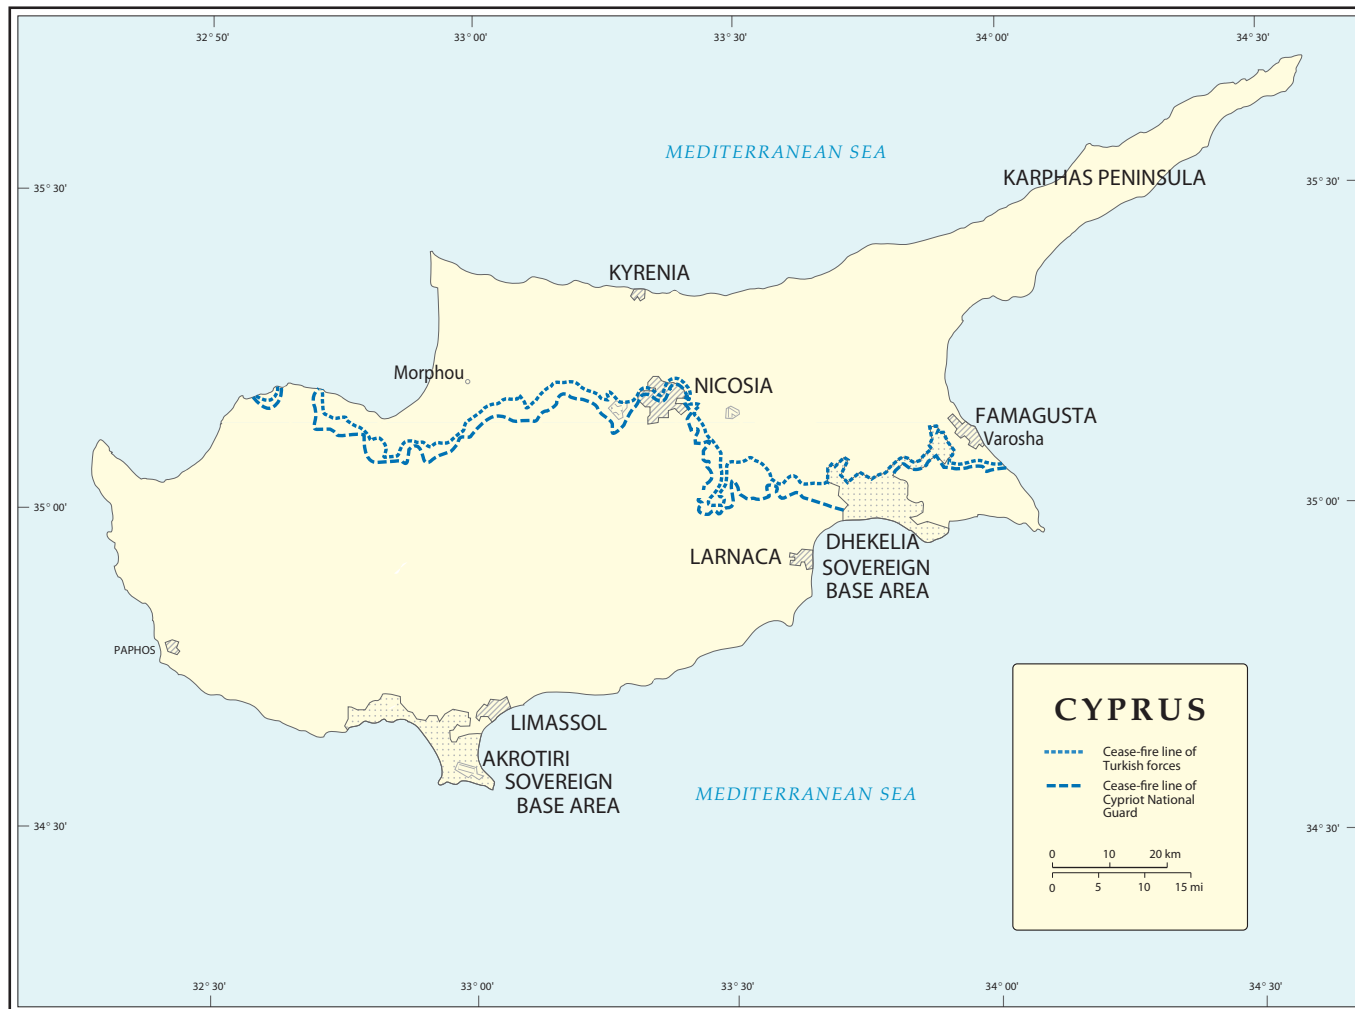 32° 50' 33° 00' 33° 30' 34° 00' 34° 30'
MEDITERRANEAN SEA
35° 30' 35° 30'
KARPHAS PENINSULA
KYRENIA
Morphou
NICOSIA
FAMAGUSTA
Varosha
35° 00' 35° 00'
LARNACA
DHEKELIA
SOVEREIGN
BASE AREA
PAPHOS
LIMASSOL
AKROTIRI
SOVEREIGN
BASE AREA
MEDITERRANEAN SEA
34° 30' 34° 30'
CYPRUS
Cease-fire line of
Turkish forces
Cease-fire line of
Cypriot National
Guard
0 10 20 km
0 5 10 15 mi
32° 30' 33° 00' 33° 30' 34° 00' 34° 30'